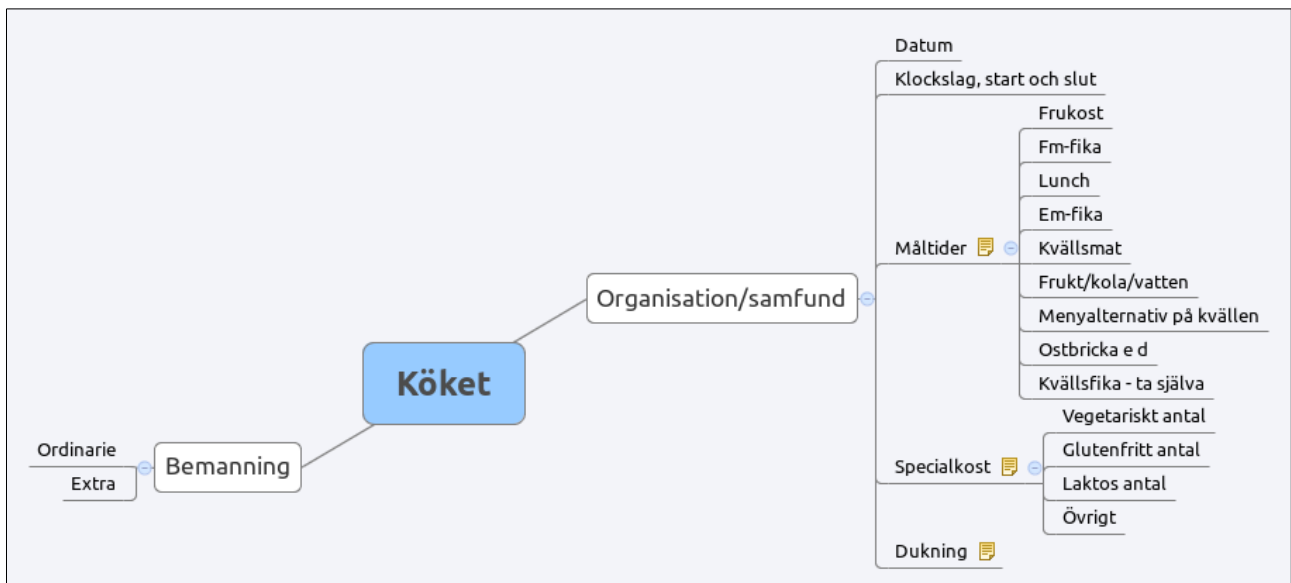 Datum
Klockslag, start och slut
Frukost
Fm-fika
Lunch
Em-fika
Måltider
Kvällsmat
Frukt/kola/vatten
Organisation/samfund
Menyalternativ på kvällen
Ostbricka e d
Köket
Kvällsfika - ta själva
Vegetariskt antal
Ordinarie
Glutenfritt antal
Bemanning
Specialkost
Extra
Laktos antal
Övrigt
Dukning